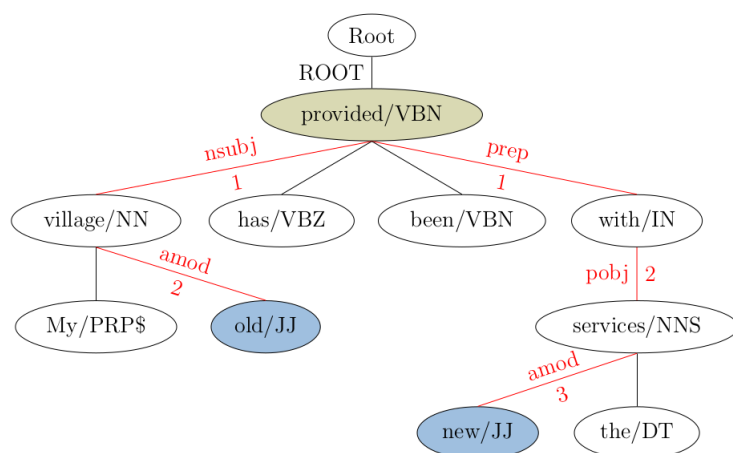 Root
ROOT
provided/VBN
nsubj prep
1 1
village/NN has/VBZ been/VBN with/IN
amod pobj 2
2
My/PRP$ old/JJ services/NNS
amod
3
new/JJ the/DT